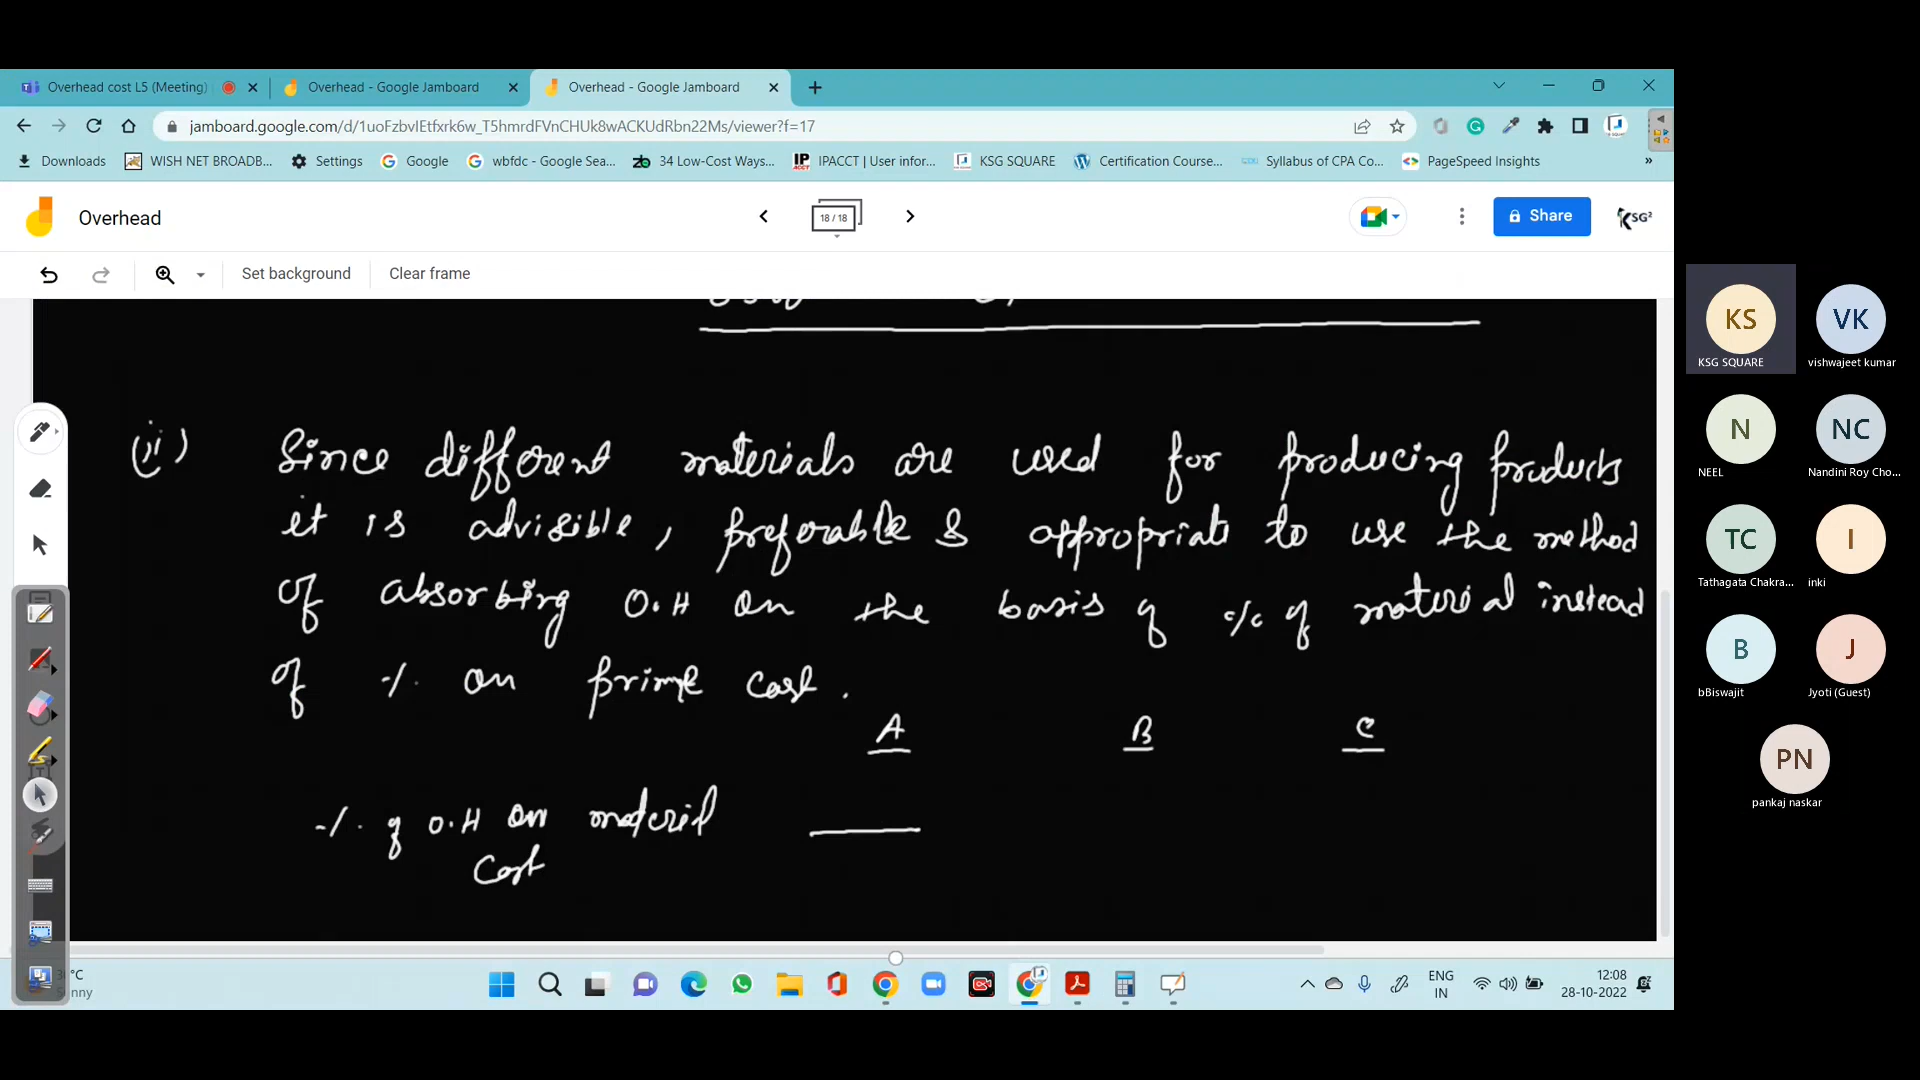 Overhead cost L5 (Meeting)
Overhead - Google Jamboard
Overhead - Google Jamboard
jamboard.google.com/d/1uoFzbvIEtfxrk6w_T5hmrdFVnCHUk8wACKUdRbn22Ms/viewer?f=17
Downloads
WISH NET BROADB...
Settings
Google
wbfdc - Google Sea...
34 Low-Cost Ways...
IPACCT | User infor...
KSG SQUARE
Certification Course...
Syllabus of CPA Co...
PageSpeed Insights
Overhead
18 / 18
Share
KSG²
Set background
Clear frame
(ii) Since different materials are used for producing products
it is advisible, preferable & appropriate to use the method
of absorbing O.H on the basis of % of material instead
of % on prime cost.
A B C
% of O.H on material
Cost
KS
KSG SQUARE
VK
vishwajeet kumar
N
NEEL
NC
Nandini Roy Cho...
TC
Tathagata Chakra...
I
inki
B
bBiswajit
J
Jyoti (Guest)
PN
pankaj naskar
ENG
IN
12:08
28-10-2022